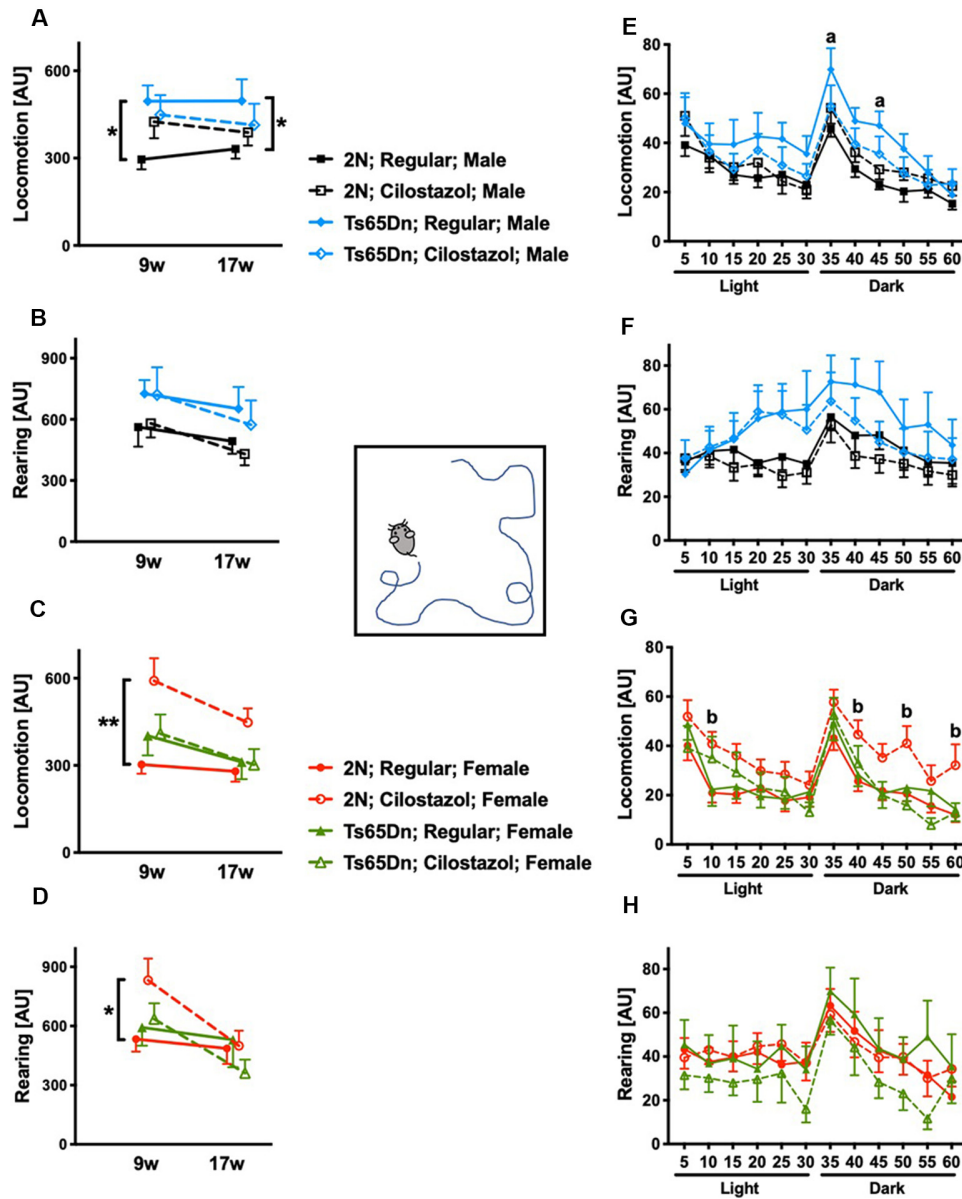 A
Locomotion [AU]
600
300
0
*
*
9w 17w
2N; Regular; Male
2N; Cilostazol; Male
Ts65Dn; Regular; Male
Ts65Dn; Cilostazol; Male
E
Locomotion [AU]
80
60
40
20
0
a
a
5 10 15 20 25 30 35 40 45 50 55 60
Light Dark
B
Rearing [AU]
900
600
300
0
9w 17w
F
Rearing [AU]
80
60
40
20
0
5 10 15 20 25 30 35 40 45 50 55 60
Light Dark
C
Locomotion [AU]
600
300
0
**
9w 17w
2N; Regular; Female
2N; Cilostazol; Female
Ts65Dn; Regular; Female
Ts65Dn; Cilostazol; Female
G
Locomotion [AU]
80
60
40
20
0
b b b b
5 10 15 20 25 30 35 40 45 50 55 60
Light Dark
D
Rearing [AU]
900
600
300
0
*
9w 17w
H
Rearing [AU]
80
60
40
20
0
5 10 15 20 25 30 35 40 45 50 55 60
Light Dark